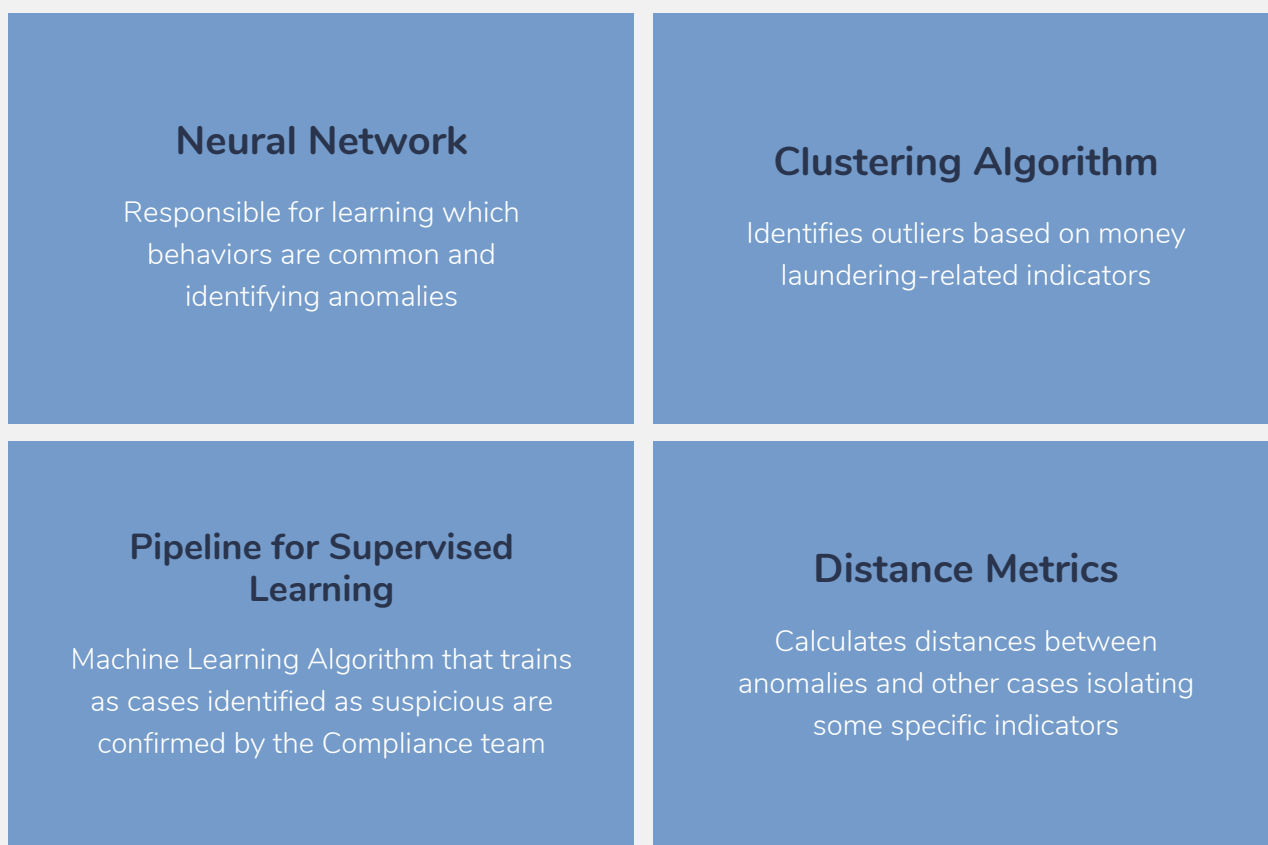 Neural Network
Responsible for learning which
behaviors are common and
identifying anomalies
Clustering Algorithm
Identifies outliers based on money
laundering-related indicators
Pipeline for Supervised
Learning
Machine Learning Algorithm that trains
as cases identified as suspicious are
confirmed by the Compliance team
Distance Metrics
Calculates distances between
anomalies and other cases isolating
some specific indicators